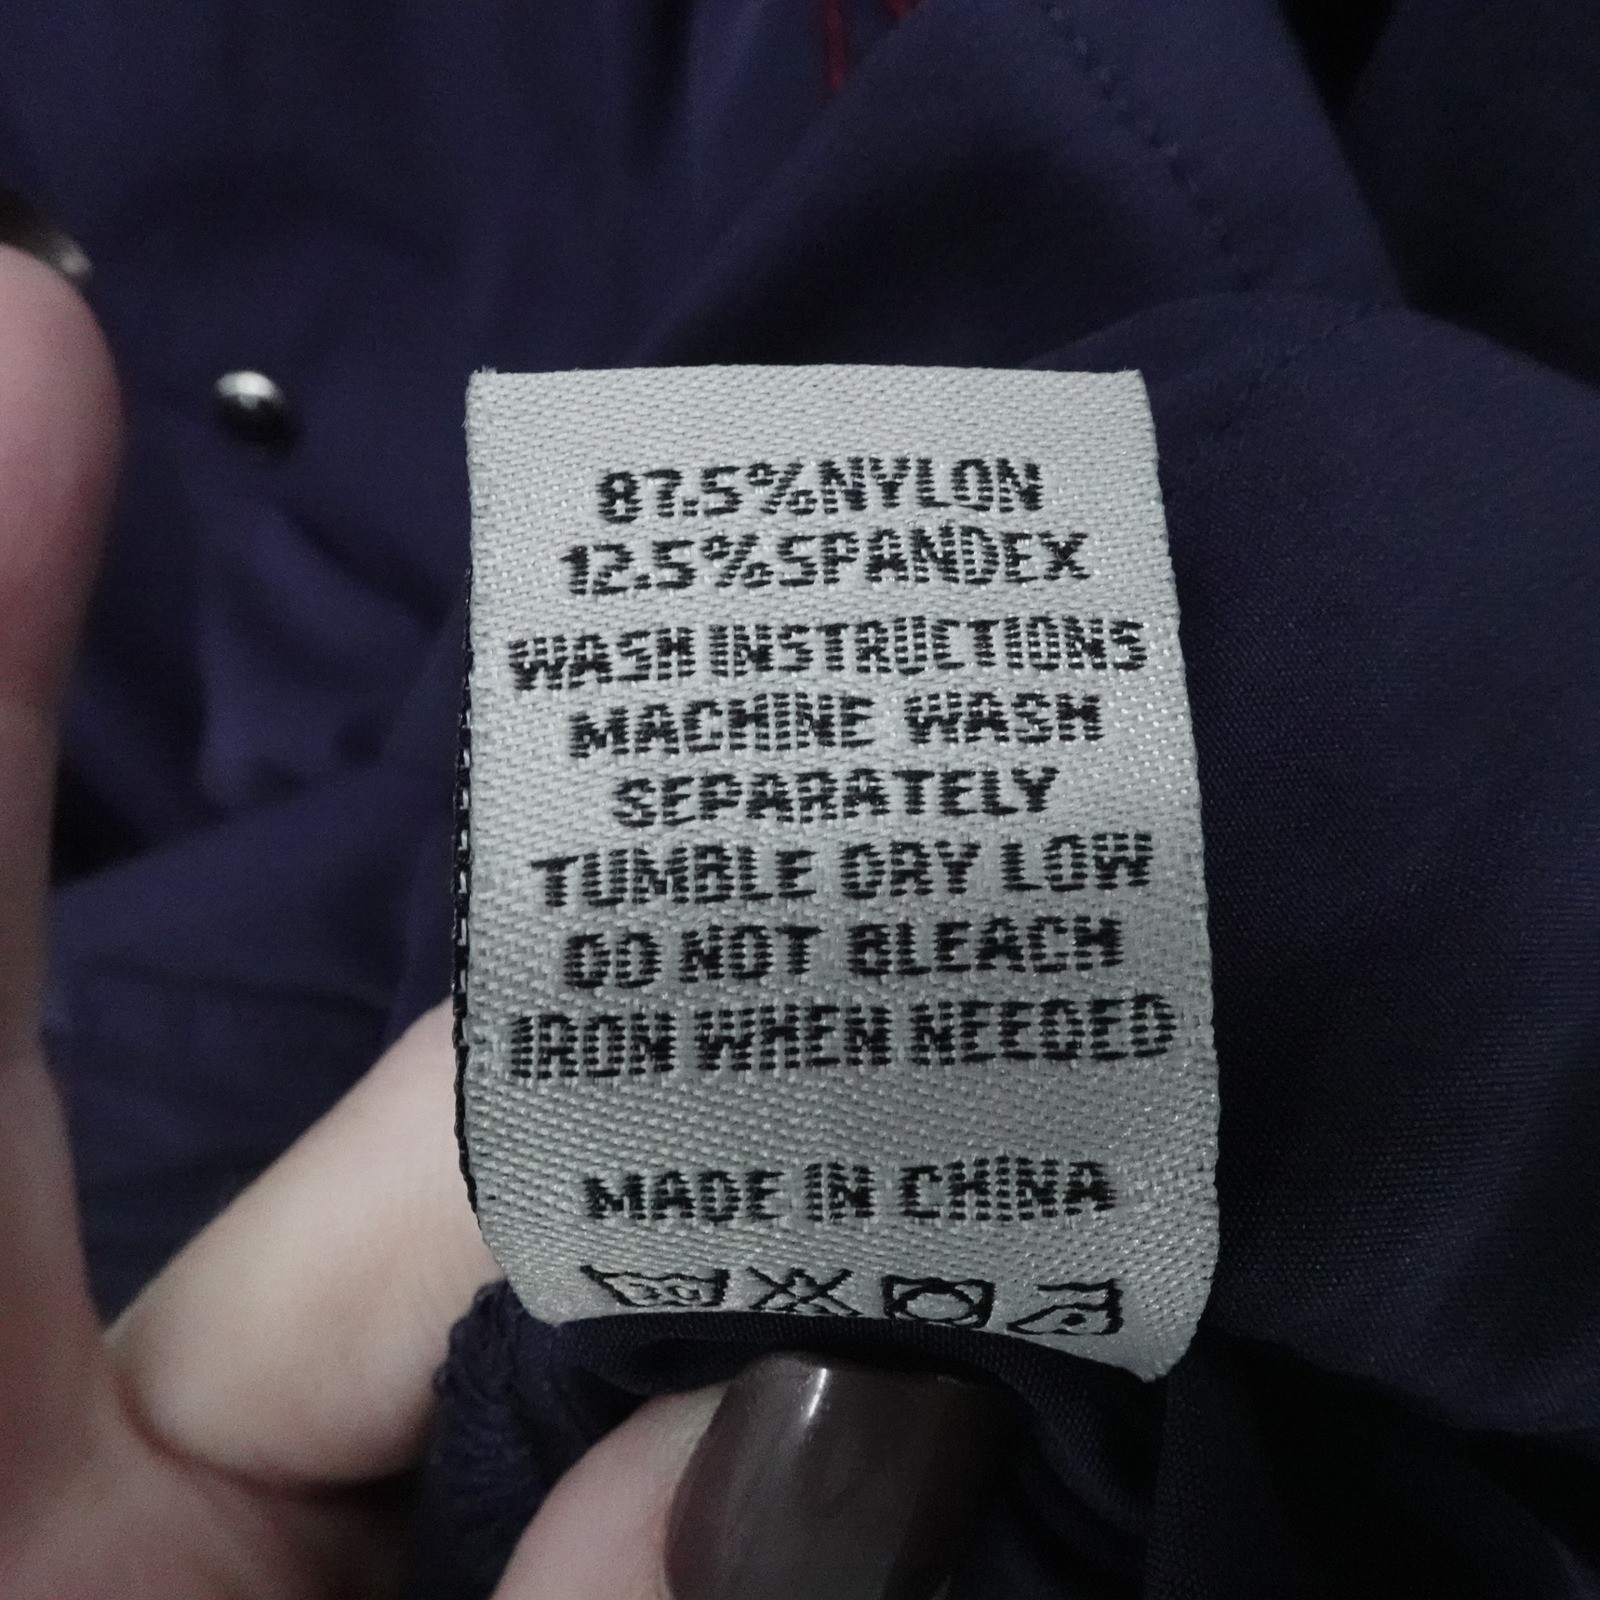 87.5%NYLON
12.5%SPANDEX
WASH INSTRUCTIONS
MACHINE WASH
SEPARATELY
TUMBLE DRY LOW
DO NOT BLEACH
IRON WHEN NEEDED
MADE IN CHINA
30